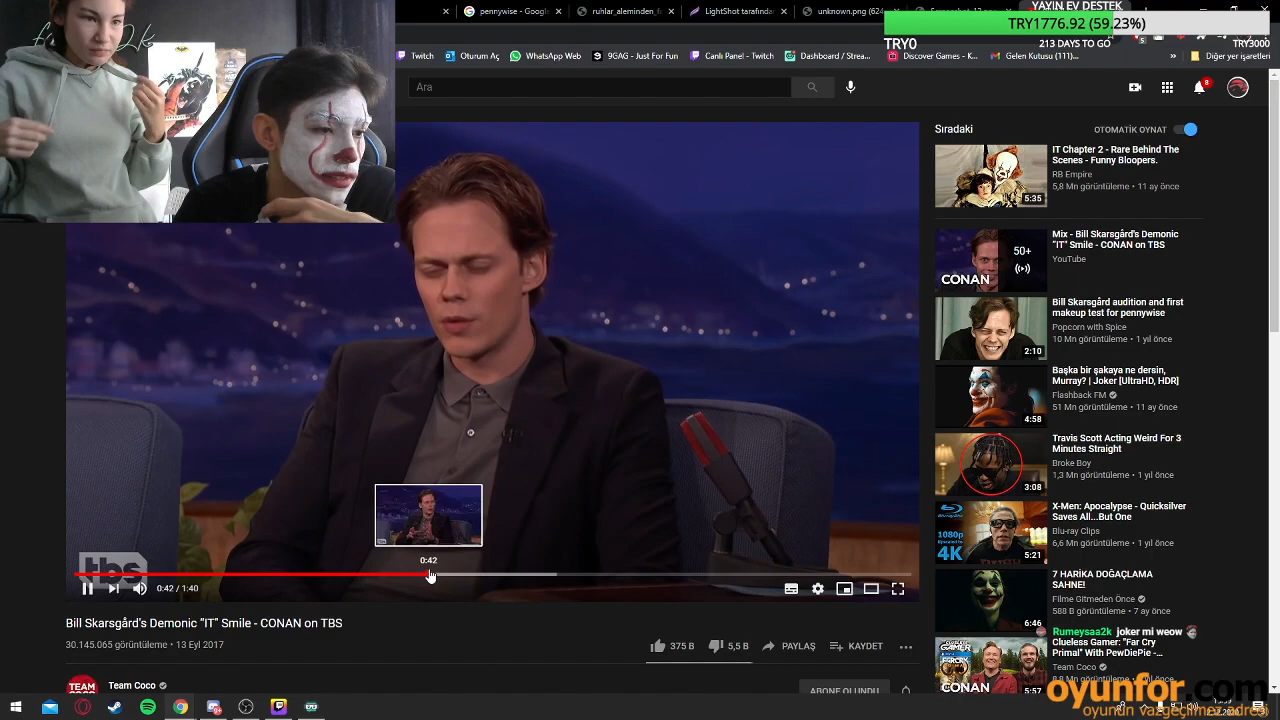 pennywise - Google
ruhlar_aleminden_fa
LightShot tarafında
unknown.png (624
YAYIN EV DESTEK
TRY1776.92 (59.23%)
TRY0
213 DAYS TO GO
TRY3000
Twitch
Oturum Aç
WhatsApp Web
BSG - Just Fortnun
Canlı Panel - Twitch
Dashboard / Strea...
Discover Games - K...
Gelen Kutusu (111)...
»
Diğer yer işaretleri
Ara
8
Sıradaki
OTOMATİK OYNAT
IT Chapter 2 - Rare Behind The
Scenes - Funny Bloopers.
RB Empire
5,8 Mn görüntüleme • 11 ay önce
5:35
Mix - Bill Skarsgård's Demonic
"IT" Smile - CONAN on TBS
YouTube
50+
CONAN
Bill Skarsgård audition and first
makeup test for pennywise
Popcorn with Spice
10 Mn görüntüleme • 1 yıl önce
2:10
Başka bir şakaya ne dersin,
Murray? | Joker [UltraHD, HDR]
Flashback FM
51 Mn görüntüleme • 11 ay önce
4:58
Travis Scott Acting Weird For 3
Minutes Straight
Broke Boy
1,3 Mn görüntüleme • 1 yıl önce
3:08
X-Men: Apocalypse - Quicksilver
Saves All...But One
Blu-ray Clips
6,6 Mn görüntüleme • 1 yıl önce
1080p
4K
5:21
7 HARİKA DOĞAÇLAMA
SAHNE!
Filme Gitmeden Önce
588 B görüntüleme • 7 ay önce
6:46
Rumeysaa2k joker mi weow
Clueless Gamer: "Far Cry
Primal" With PewDiePie -...
Team Coco
CONAN
5:57
tbs
0:42
0:42 / 1:40
Bill Skarsgård's Demonic "IT" Smile - CONAN on TBS
30.145.065 görüntüleme • 13 Eyl 2017
375 B
5,5 B
PAYLAŞ
KAYDET
TEAM
COCO
Team Coco
ABONE OLUNDU
oyunfor.com
oyunun vazgeçilmez adresi